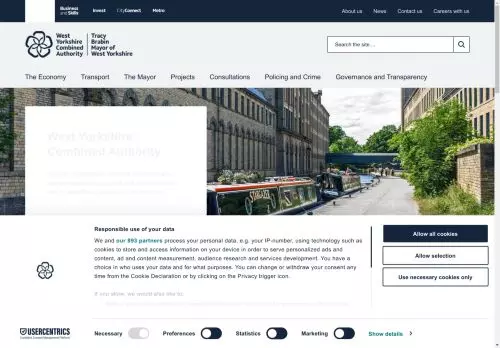 Business and Skills
Invest
CityConnect
Metro
About us
News
Contact us
Careers with us
West Yorkshire Combined Authority
Tracy Brabin Mayor of West Yorkshire
Search the site ...
The Economy
Transport
The Mayor
Projects
Consultations
Policing and Crime
Governance and Transparency
West Yorkshire
Combined Authority
Responsible use of your data
We and our 893 partners process your personal data, e.g. your IP-number, using technology such as
cookies to store and access information on your device in order to serve personalized ads and
content, ad and content measurement, audience research and services development. You have a
choice in who uses your data and for what purposes. You can change or withdraw your consent any
time from the Cookie Declaration or by clicking on the Privacy trigger icon.
If you allow, we would also like to:
Allow all cookies
Allow selection
Use necessary cookies only
USERCENTRICS
Necessary
Preferences
Statistics
Marketing
Show details